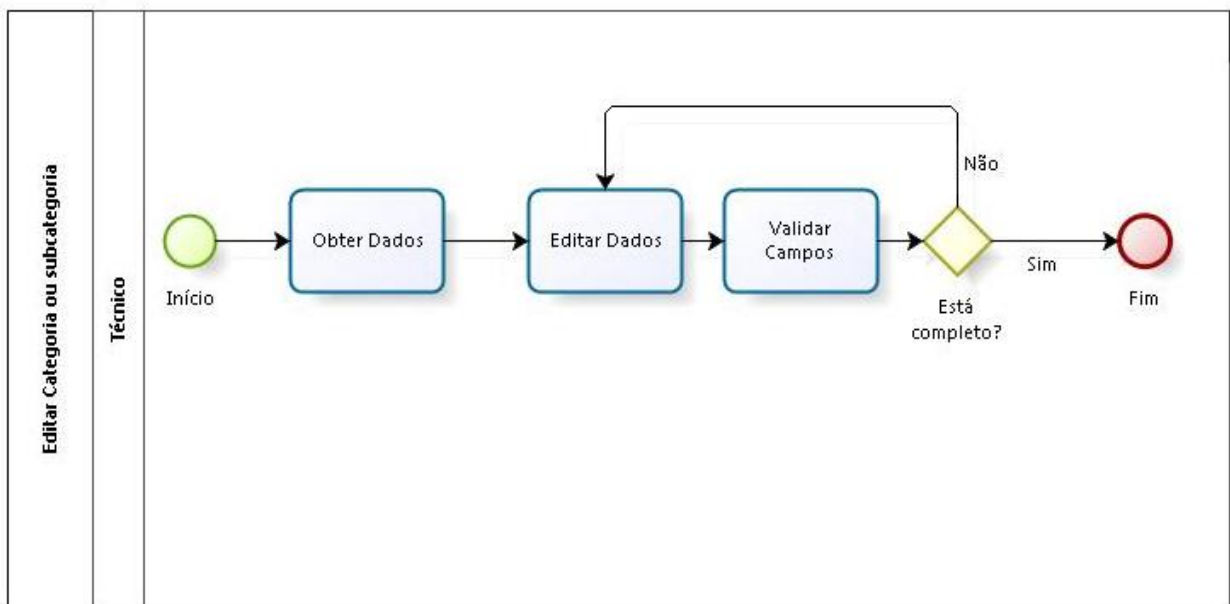 Editar Categoria ou subcategoria
Técnico
Início
Obter Dados
Editar Dados
Validar
Campos
Não
Está
completo?
Sim
Fim